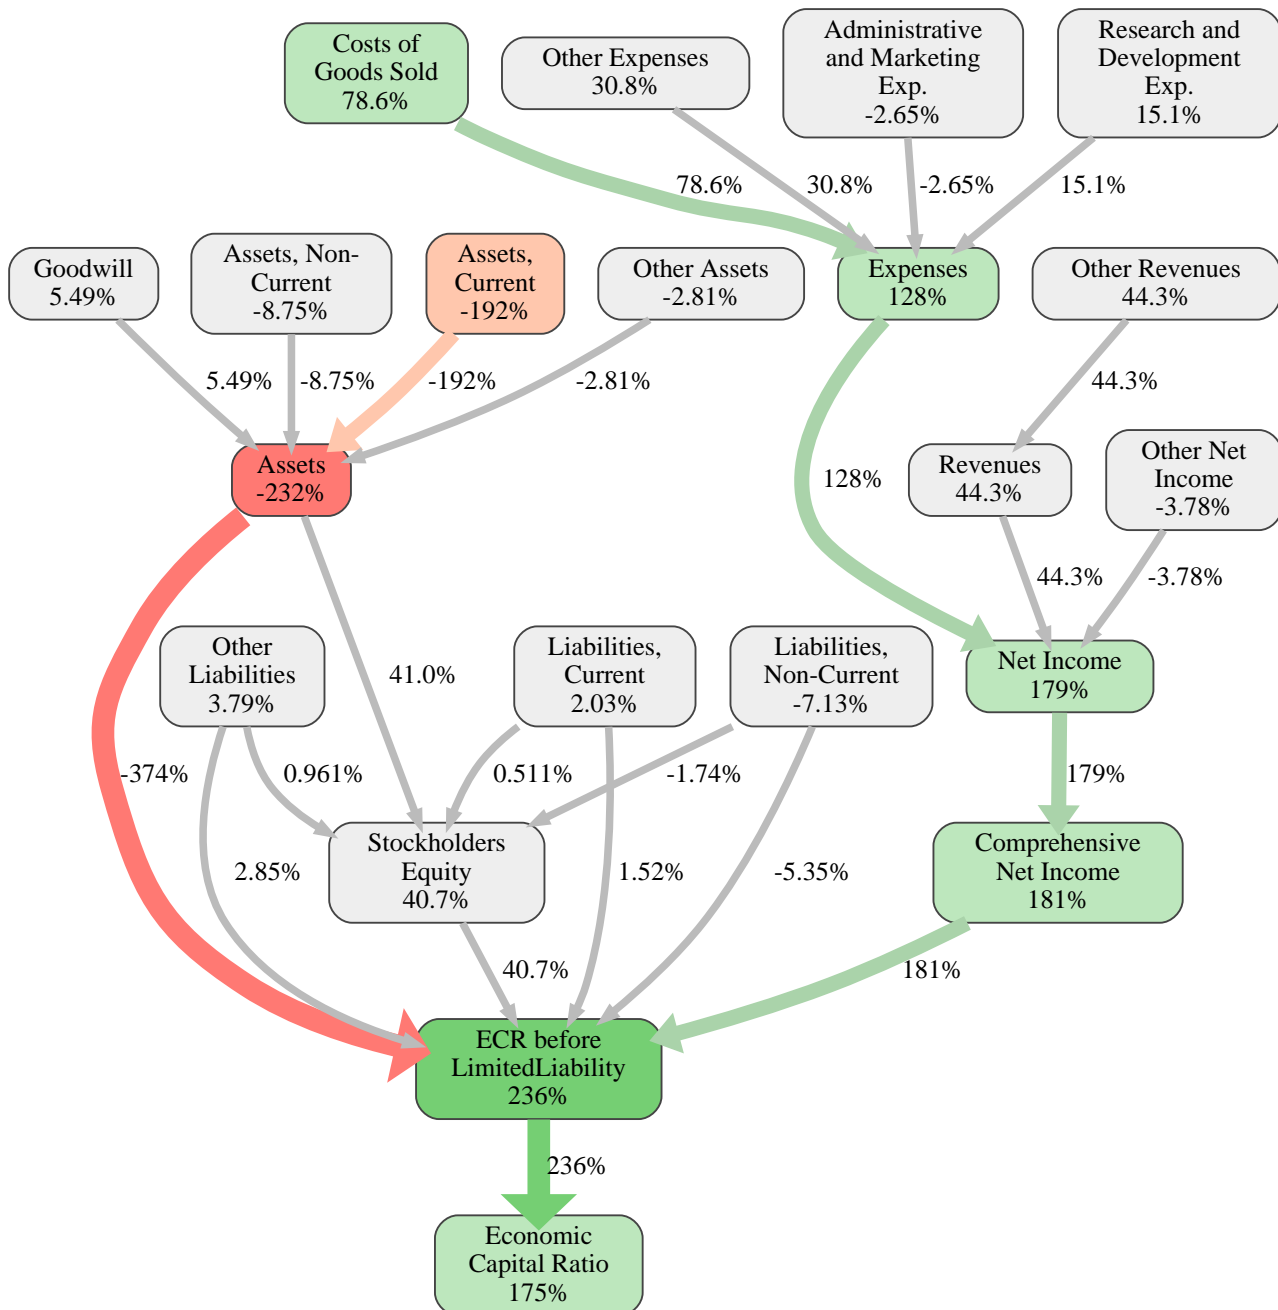 Costs of
Goods Sold
78.6%
Other Expenses
30.8%
Administrative
and Marketing
Exp.
-2.65%
Research and
Development
Exp.
15.1%
78.6%
30.8%
-2.65%
15.1%
Goodwill
5.49%
Assets, Non-
Current
-8.75%
Assets,
Current
-192%
Other Assets
-2.81%
Expenses
128%
Other Revenues
44.3%
5.49%
-8.75%
-192%
-2.81%
44.3%
Assets
-232%
128%
Revenues
44.3%
Other Net
Income
-3.78%
44.3%
-3.78%
Other
Liabilities
3.79%
41.0%
Liabilities,
Current
2.03%
Liabilities,
Non-Current
-7.13%
Net Income
179%
-374%
0.961%
0.511%
-1.74%
179%
2.85%
Stockholders
Equity
40.7%
1.52%
-5.35%
Comprehensive
Net Income
181%
40.7%
181%
ECR before
LimitedLiability
236%
236%
Economic
Capital Ratio
175%